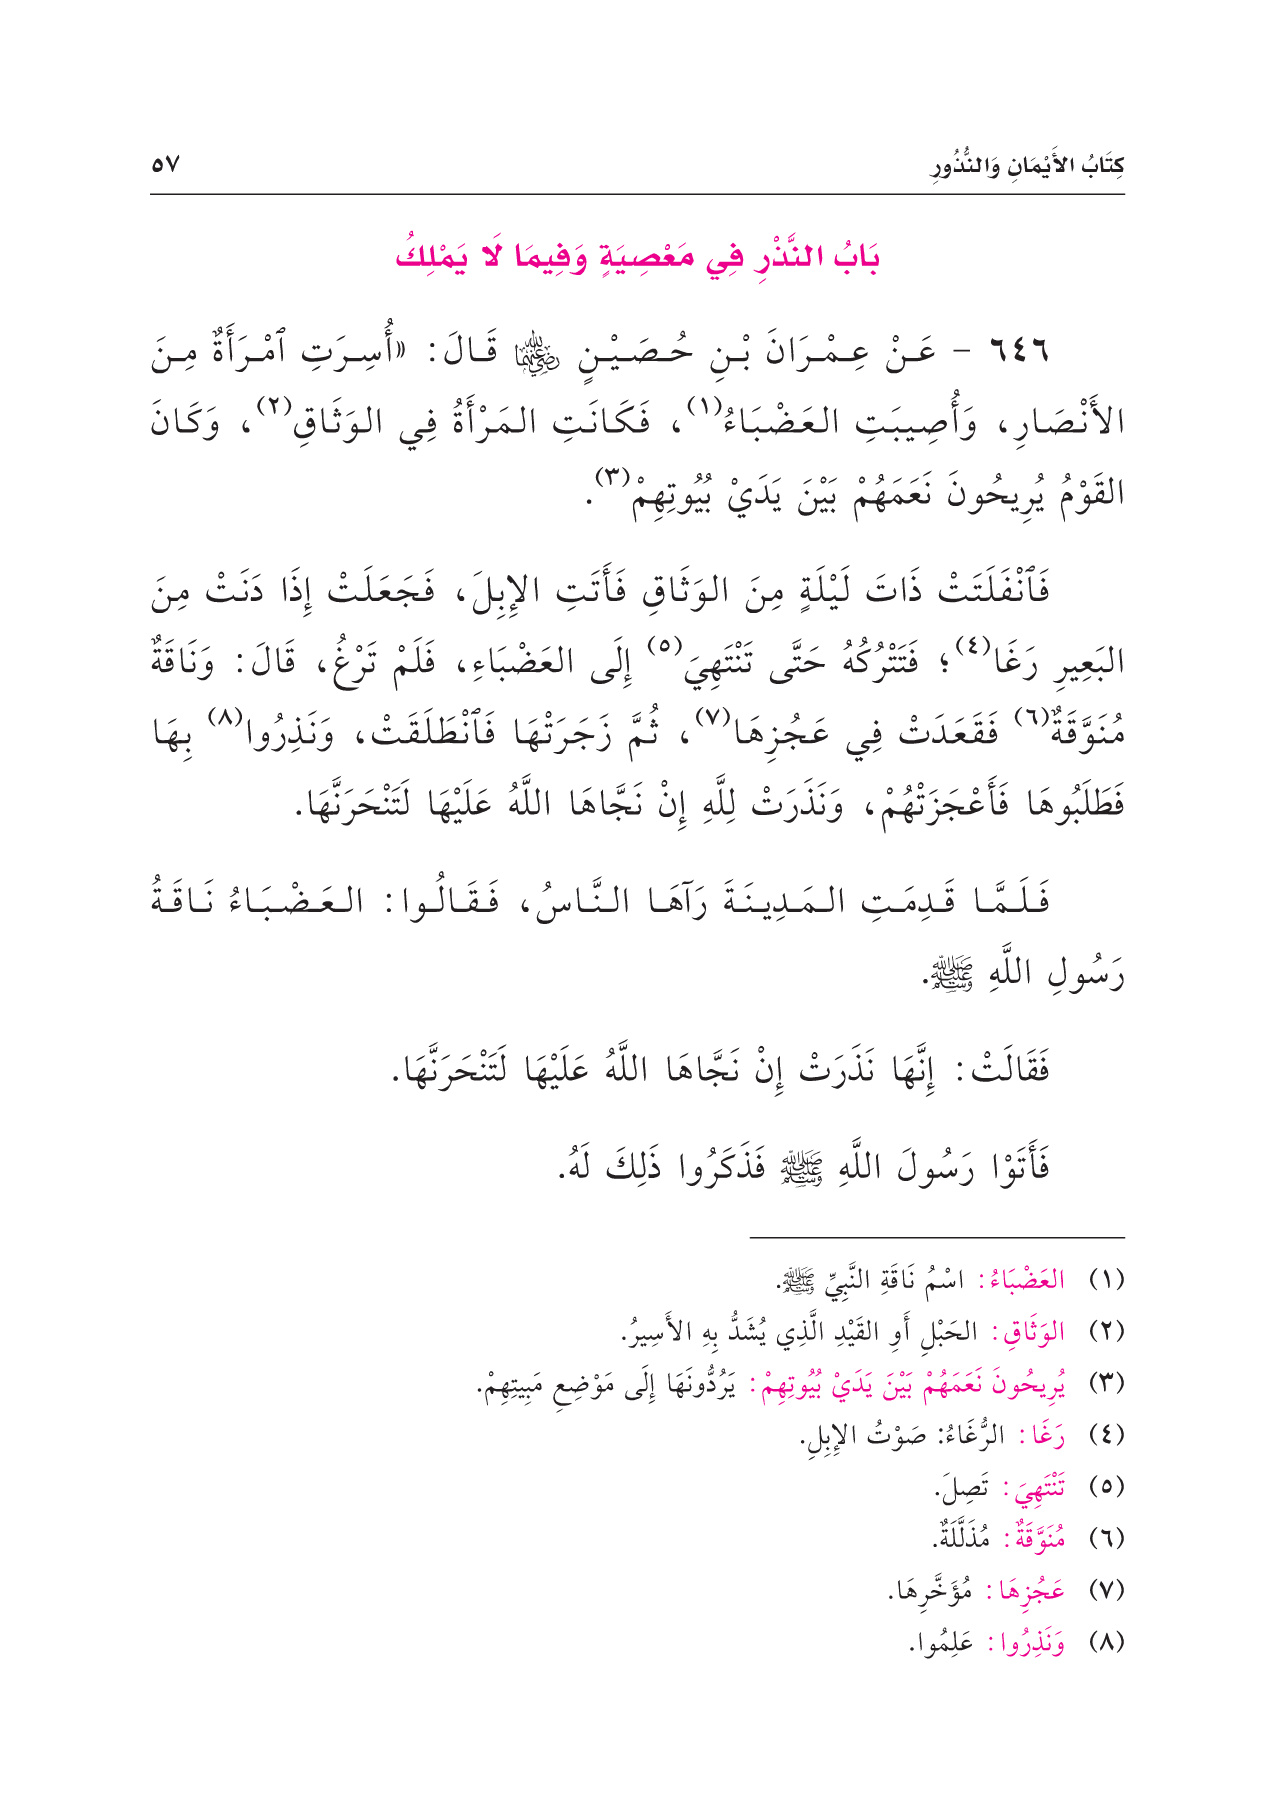 كِتَابُ الأَيْمَانِ وَالنُّذُورِ ٥٧
بَابُ النَّذْرِ فِي مَعْصِيَةٍ وَفِيمَا لَا يَمْلِكُ
٦٤٦ - عَنْ عِمْرَانَ بْنِ حُصَيْنٍ رضي الله عنهما قَالَ: «أُسِرَتِ ٱمْرَأَةٌ مِنَ
الأَنْصَارِ، وَأُصِيبَتِ العَضْبَاءُ(١)، فَكَانَتِ المَرْأَةُ فِي الوَثَاقِ(٢)، وَكَانَ
القَوْمُ يُرِيحُونَ نَعَمَهُمْ بَيْنَ يَدَيْ بُيُوتِهِمْ(٣).
فَٱنْفَلَتَتْ ذَاتَ لَيْلَةٍ مِنَ الوَثَاقِ فَأَتَتِ الإِبِلَ، فَجَعَلَتْ إِذَا دَنَتْ مِنَ
البَعِيرِ رَغَا(٤)؛ فَتَتْرُكُهُ حَتَّى تَنْتَهِيَ(٥) إِلَى العَضْبَاءِ، فَلَمْ تَرْغُ، قَالَ: وَنَاقَةٌ
مُنَوَّقَةٌ(٦) فَقَعَدَتْ فِي عَجُزِهَا(٧)، ثُمَّ زَجَرَتْهَا فَٱنْطَلَقَتْ، وَنَذِرُوا(٨) بِهَا
فَطَلَبُوهَا فَأَعْجَزَتْهُمْ، وَنَذَرَتْ لِلَّهِ إِنْ نَجَّاهَا اللَّهُ عَلَيْهَا لَتَنْحَرَنَّهَا.
فَلَمَّا قَدِمَتِ المَدِينَةَ رَآهَا النَّاسُ، فَقَالُوا: العَضْبَاءُ نَاقَةُ
رَسُولِ اللَّهِ ﷺ.
فَقَالَتْ: إِنَّهَا نَذَرَتْ إِنْ نَجَّاهَا اللَّهُ عَلَيْهَا لَتَنْحَرَنَّهَا.
فَأَتَوْا رَسُولَ اللَّهِ ﷺ فَذَكَرُوا ذَلِكَ لَهُ.
(١) العَضْبَاءُ: اسْمُ نَاقَةِ النَّبِيِّ ﷺ.
(٢) الوَثَاقِ: الحَبْلِ أَوِ القَيْدِ الَّذِي يُشَدُّ بِهِ الأَسِيرُ.
(٣) يُرِيحُونَ نَعَمَهُمْ بَيْنَ يَدَيْ بُيُوتِهِمْ: يَرُدُّونَهَا إِلَى مَوْضِعِ مَبِيتِهِمْ.
(٤) رَغَا: الرُّغَاءُ: صَوْتُ الإِبِلِ.
(٥) تَنْتَهِيَ: تَصِلَ.
(٦) مُنَوَّقَةٌ: مُذَلَّلَةٌ.
(٧) عَجُزِهَا: مُؤَخَّرِهَا.
(٨) وَنَذِرُوا: عَلِمُوا.